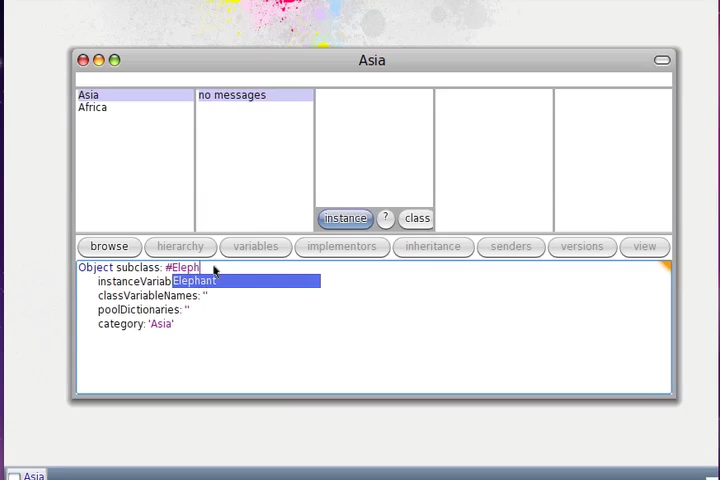 Asia
Asia
Africa
no messages
instance ? class
browse hierarchy variables implementors inheritance senders versions view
Object subclass: #Eleph
instanceVariab
Elephant
classVariableNames: ''
poolDictionaries: ''
category: 'Asia'
Asia